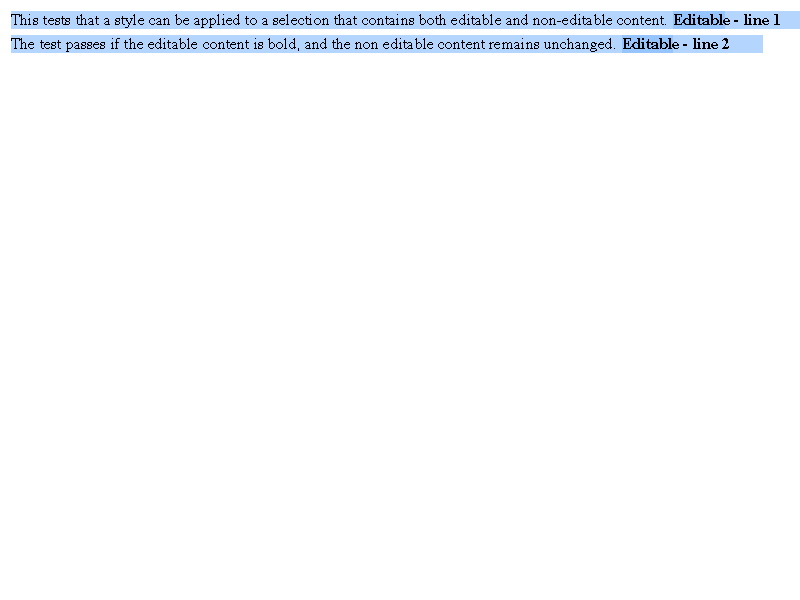 This tests that a style can be applied to a selection that contains both editable and non-editable content. Editable - line 1
The test passes if the editable content is bold, and the non editable content remains unchanged. Editable - line 2